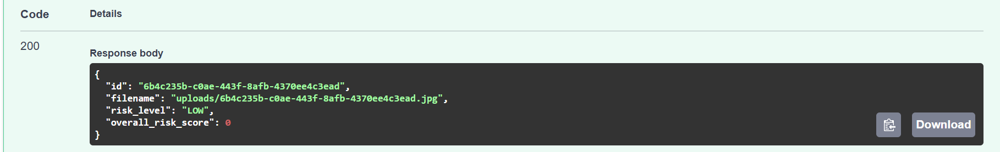 Code Details
200
Response body
{
  "id": "6b4c235b-c0ae-443f-8afb-4370ee4c3ead",
  "filename": "uploads/6b4c235b-c0ae-443f-8afb-4370ee4c3ead.jpg",
  "risk_level": "LOW",
  "overall_risk_score": 0
}
Download